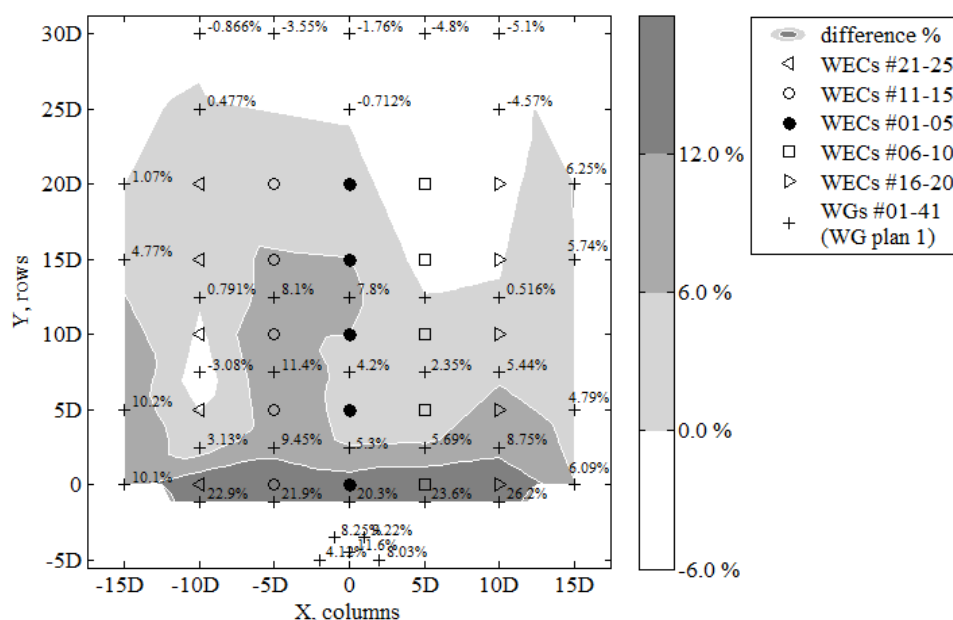 30D
-0.866%
-3.55%
-1.76%
-4.8%
-5.1%
25D
0.477%
-0.712%
-4.57%
20D
1.07%
6.25%
15D
4.77%
5.74%
0.791%
8.1%
7.8%
0.516%
10D
-3.08%
11.4%
4.2%
2.35%
5.44%
5D
10.2%
4.79%
3.13%
9.45%
5.3%
5.69%
8.75%
0
10.1%
6.09%
22.9%
21.9%
20.3%
23.6%
26.2%
8.25%
9.22%
11.6%
-5D
8.03%
-15D
-10D
-5D
0
5D
10D
15D
X, columns
Y, rows
12.0 %
6.0 %
0.0 %
-6.0 %
difference %
WECs #21-25
WECs #11-15
WECs #01-05
WECs #06-10
WECs #16-20
WGs #01-41
(WG plan 1)